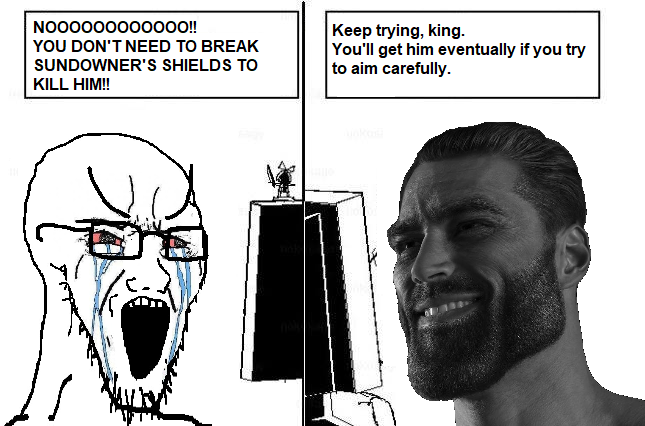 NOOOOOOOOOOOO!!
YOU DON'T NEED TO BREAK
SUNDOWNER'S SHIELDS TO
KILL HIM!!
Keep trying, king.
You'll get him eventually if you try
to aim carefully.